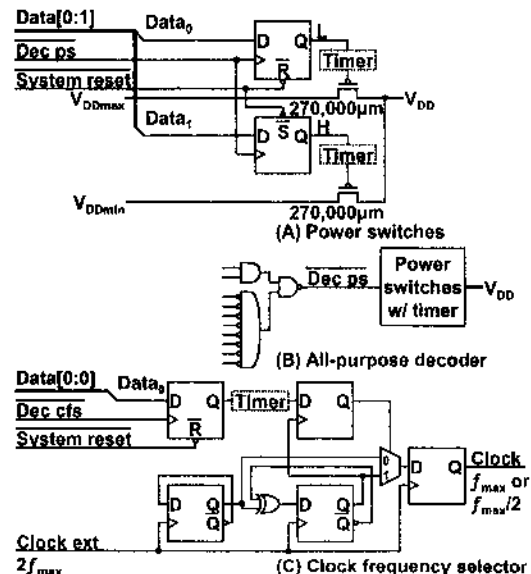 Data[0:1]
Data0
Dec ps
D Q
L
Timer
System reset
R
VDDmax
270,000µm
VDD
Data1
S
D Q
H
Timer
VDDmin
270,000µm
(A) Power switches
Dec ps
Power
switches
w/ timer
VDD
(B) All-purpose decoder
Data[0:0]
Data0
D Q
Timer
D Q
Dec cfs
R
System reset
0
1
D Q
Clock
fmax or
fmax/2
D Q
Q
D Q
Q
Clock ext
2fmax
(C) Clock frequency selector